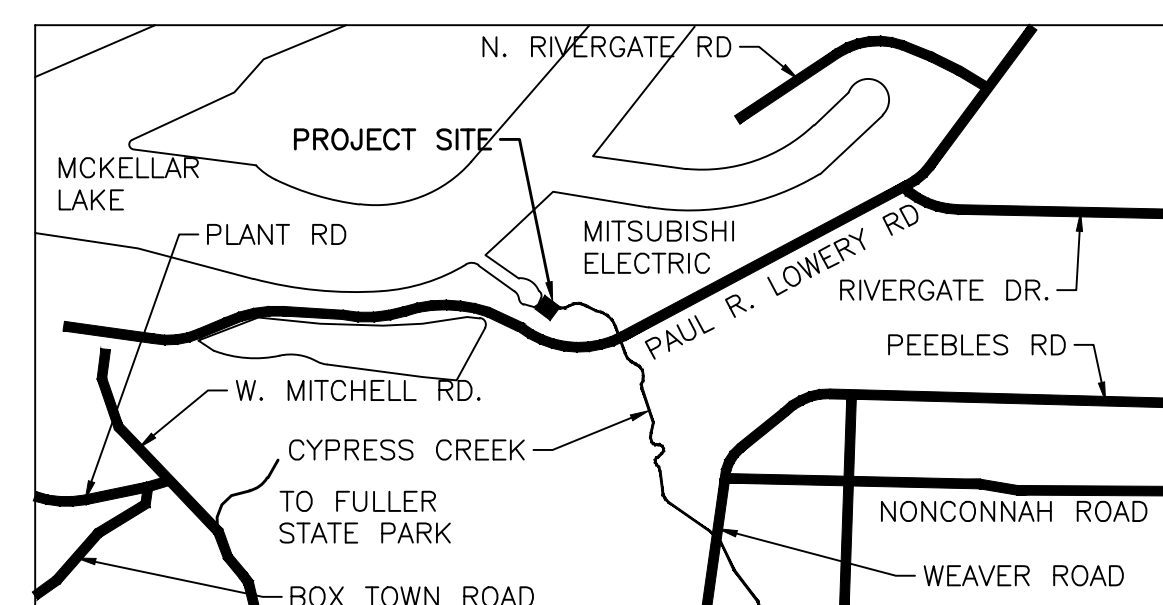 N. RIVERGATE RD
PROJECT SITE
MCKELLAR
LAKE
PLANT RD
MITSUBISHI
ELECTRIC
PAUL R. LOWERY RD
RIVERGATE DR.
PEEBLES RD
W. MITCHELL RD.
CYPRESS CREEK
TO FULLER
STATE PARK
NONCONNAH ROAD
WEAVER ROAD
BOX TOWN ROAD